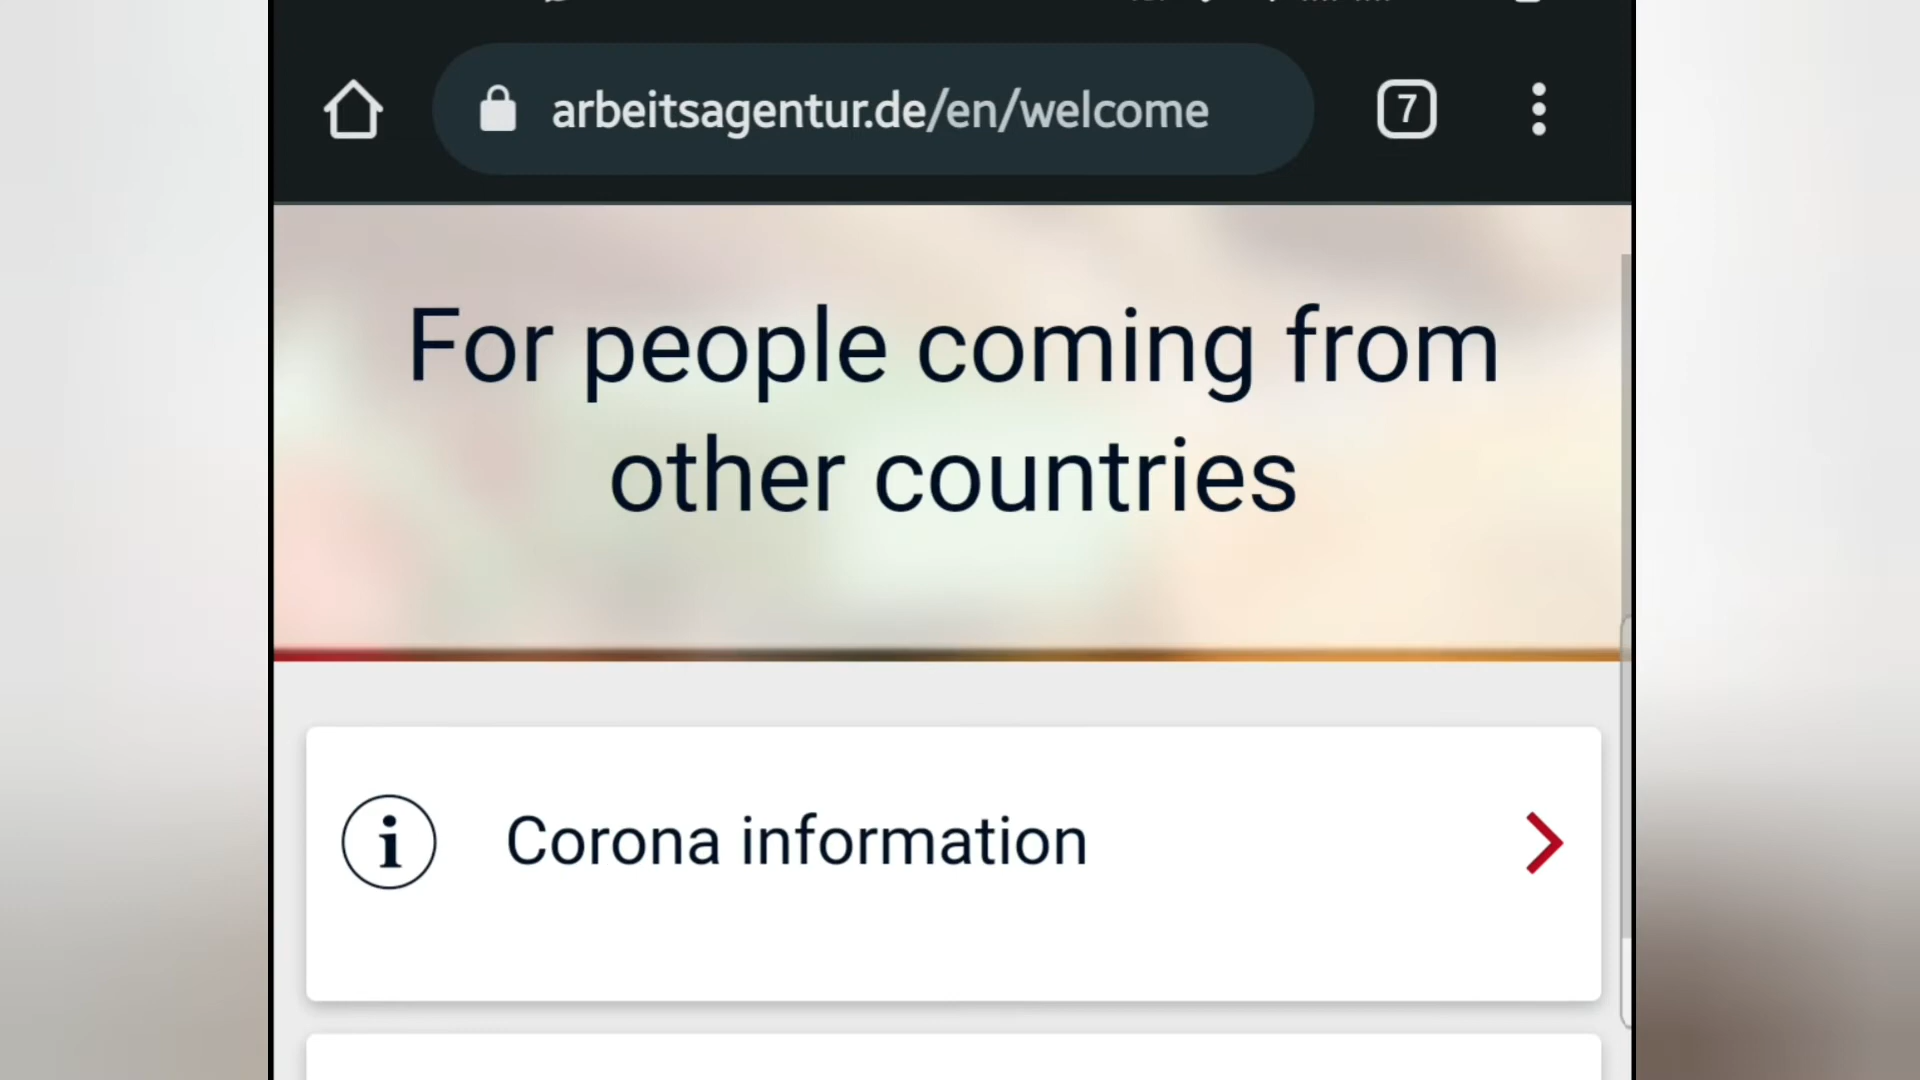 arbeitsagentur.de/en/welcome
7
For people coming from
other countries
i
Corona information